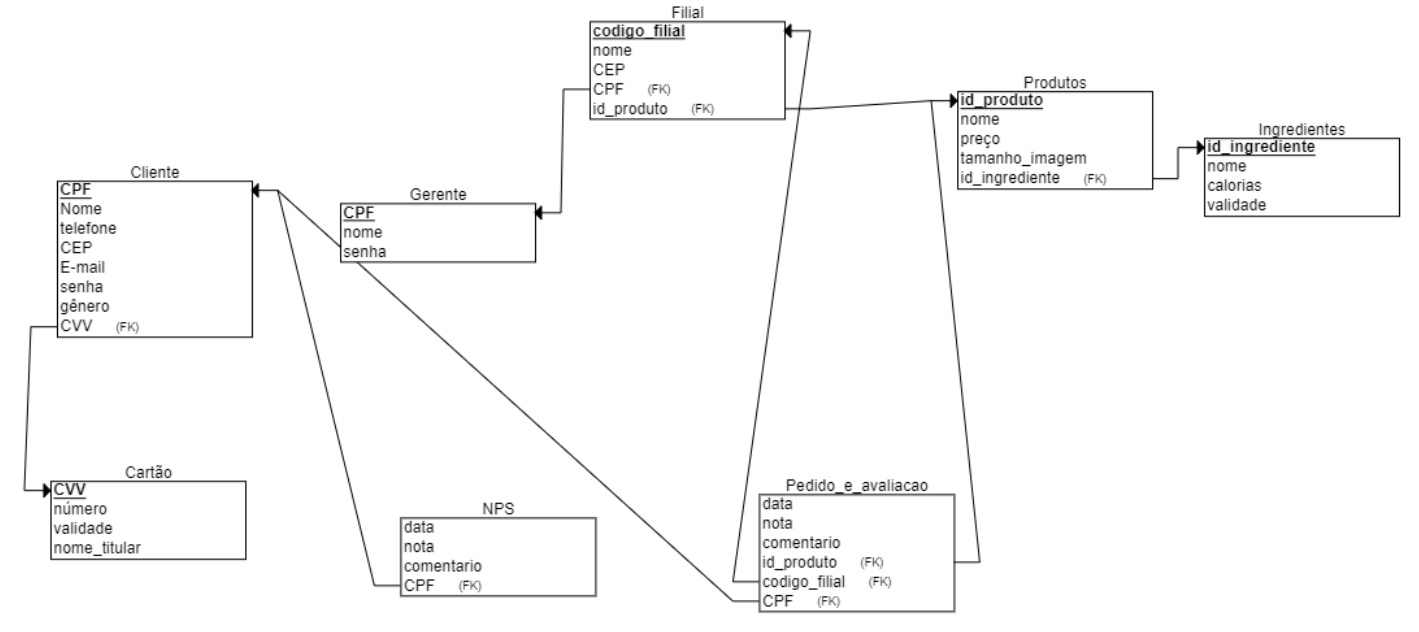 Filial
codigo_filial
nome
CEP
CPF (FK)
id_produto (FK)
Produtos
id_produto
nome
preço
tamanho_imagem
id_ingrediente (FK)
Ingredientes
id_ingrediente
nome
calorias
validade
Cliente
CPF
Nome
telefone
CEP
E-mail
senha
gênero
CVV (FK)
Gerente
CPF
nome
senha
Cartão
CVV
número
validade
nome_titular
NPS
data
nota
comentario
CPF (FK)
Pedido_e_avaliacao
data
nota
comentario
id_produto (FK)
codigo_filial (FK)
CPF (FK)